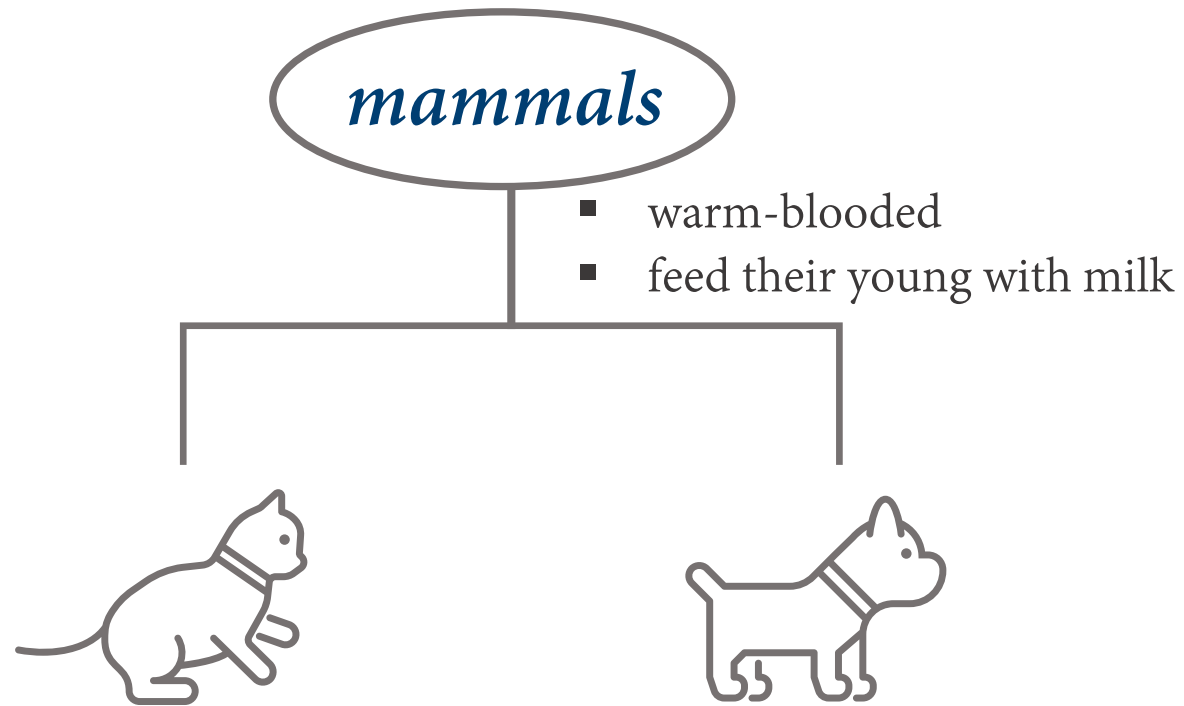 mammals
▪ warm-blooded
▪ feed their young with milk